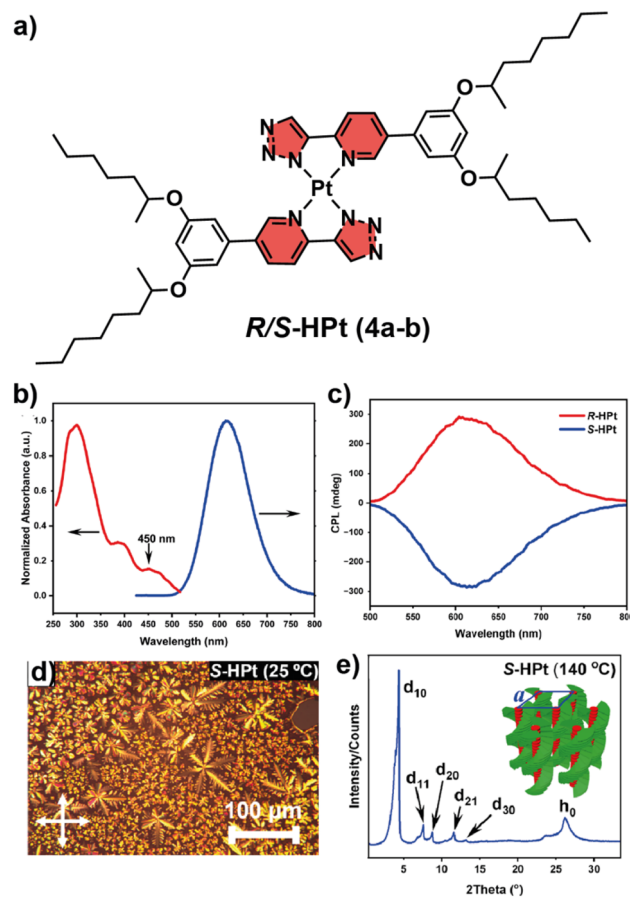 a)
O
O
N
N
N
N
Pt
O
N
N
N
N
O
R/S-HPt (4a-b)
b)
Normalized Absorbance (a.u.)
1.0
0.8
0.6
0.4
0.2
0.0
450 nm
250 300 350 400 450 500 550 600 650 700 750 800
Wavelength (nm)
c)
CPL (mdeg)
300
200
100
0
−100
−200
−300
R-HPt
S-HPt
500 600 700 800
Wavelength (nm)
d)
S-HPt (25 ºC)
100 µm
e)
S-HPt (140 °C)
a
Intensity/Counts
d10
d11
d20
d21
d30
h0
5 10 15 20 25 30
2Theta (°)